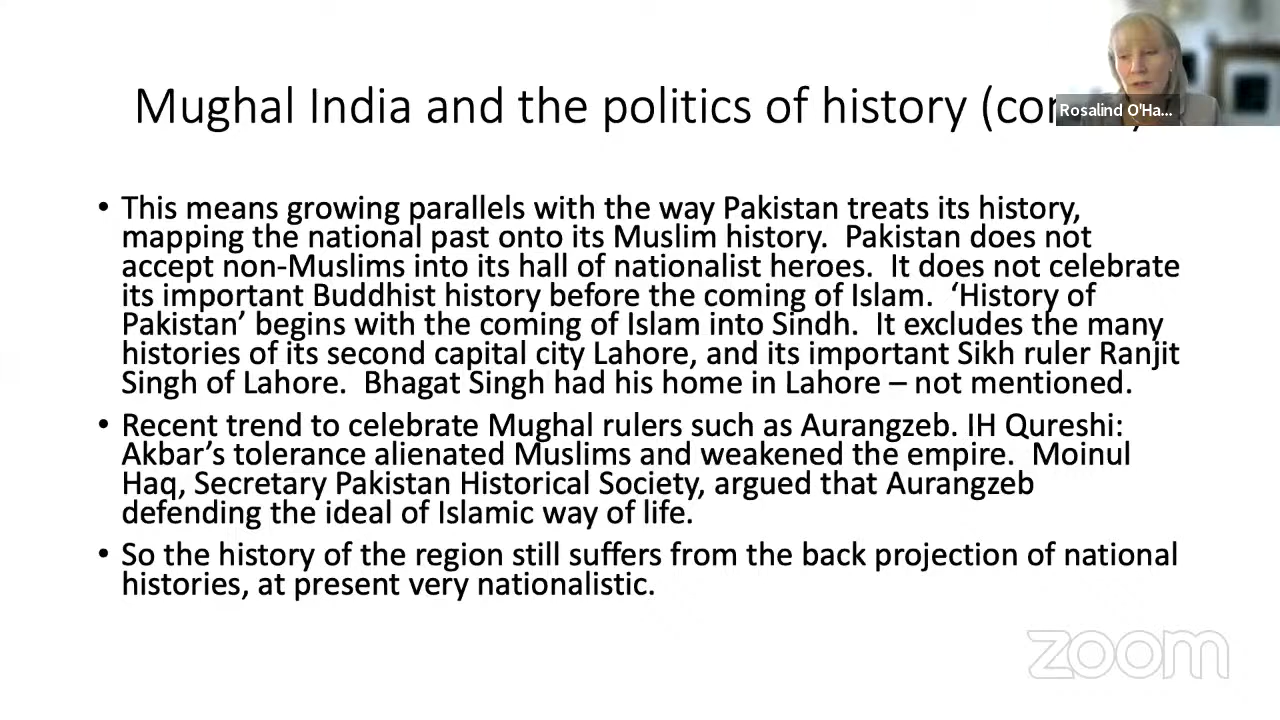 Mughal India and the politics of history
Rosalind O'Ha...
• This means growing parallels with the way Pakistan treats its history,
mapping the national past onto its Muslim history.  Pakistan does not
accept non-Muslims into its hall of nationalist heroes.  It does not celebrate
its important Buddhist history before the coming of Islam.  ‘History of
Pakistan’ begins with the coming of Islam into Sindh.  It excludes the many
histories of its second capital city Lahore, and its important Sikh ruler Ranjit
Singh of Lahore.  Bhagat Singh had his home in Lahore – not mentioned.
• Recent trend to celebrate Mughal rulers such as Aurangzeb. IH Qureshi:
Akbar’s tolerance alienated Muslims and weakened the empire.  Moinul
Haq, Secretary Pakistan Historical Society, argued that Aurangzeb
defending the ideal of Islamic way of life.
• So the history of the region still suffers from the back projection of national
histories, at present very nationalistic.
zoom